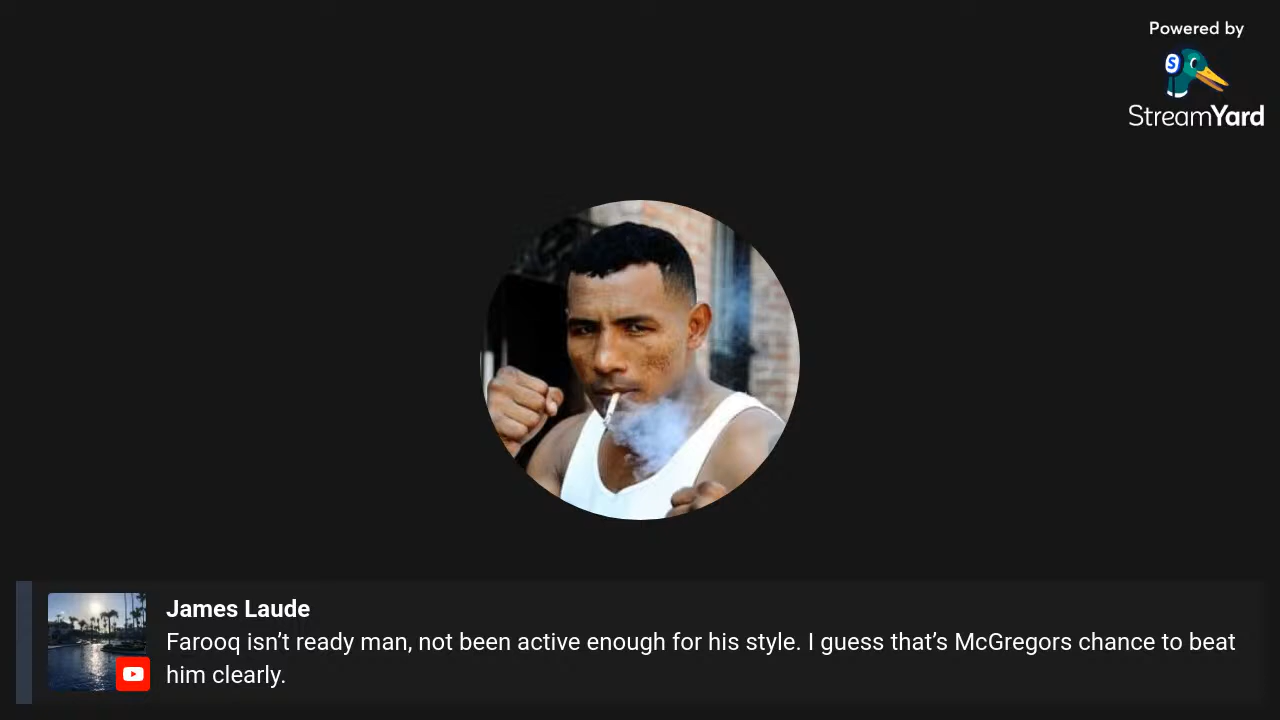 Powered by
S
StreamYard
James Laude
Farooq isn’t ready man, not been active enough for his style. I guess that’s McGregors chance to beat
him clearly.